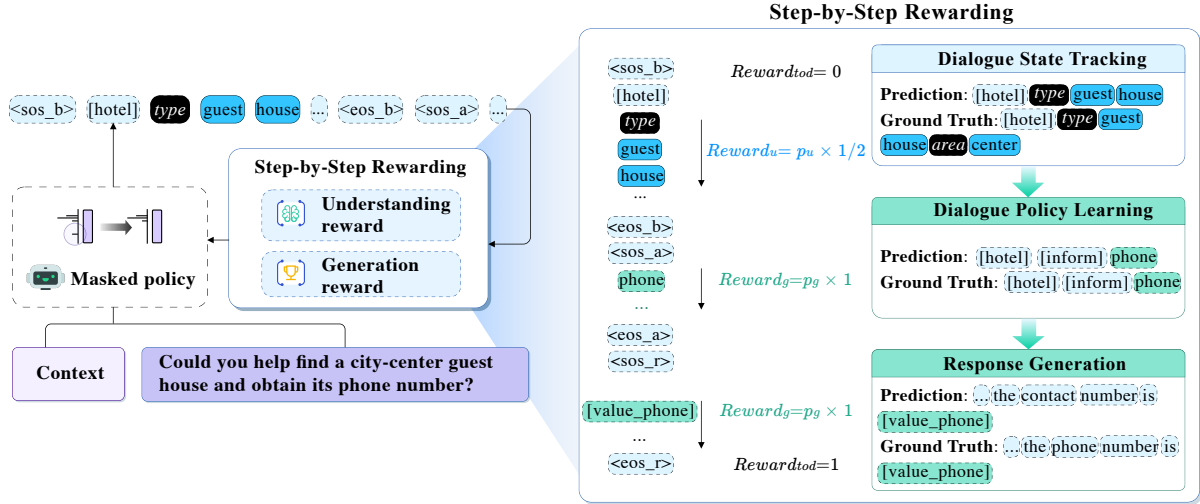 Step-by-Step Rewarding
<sos_b> [hotel] type guest house ... <eos_b> <sos_a> ...
Step-by-Step Rewarding
Understanding
reward
Generation
reward
Masked policy
Context
Could you help find a city-center guest
house and obtain its phone number?
<sos_b>
[hotel]
type
guest
house
...
<eos_b>
<sos_a>
phone
...
<eos_a>
<sos_r>
[value_phone]
...
<eos_r>
Reward_tod= 0
Reward_u= p_u × 1/2
Reward_g=p_g × 1
Reward_g=p_g × 1
Reward_tod=1
Dialogue State Tracking
Prediction: [hotel] type guest house
Ground Truth: [hotel] type guest
house area center
Dialogue Policy Learning
Prediction: [hotel] [inform] phone
Ground Truth: [hotel] [inform] phone
Response Generation
Prediction: ... the contact number is
[value_phone]
Ground Truth: ... the phone number is
[value_phone]